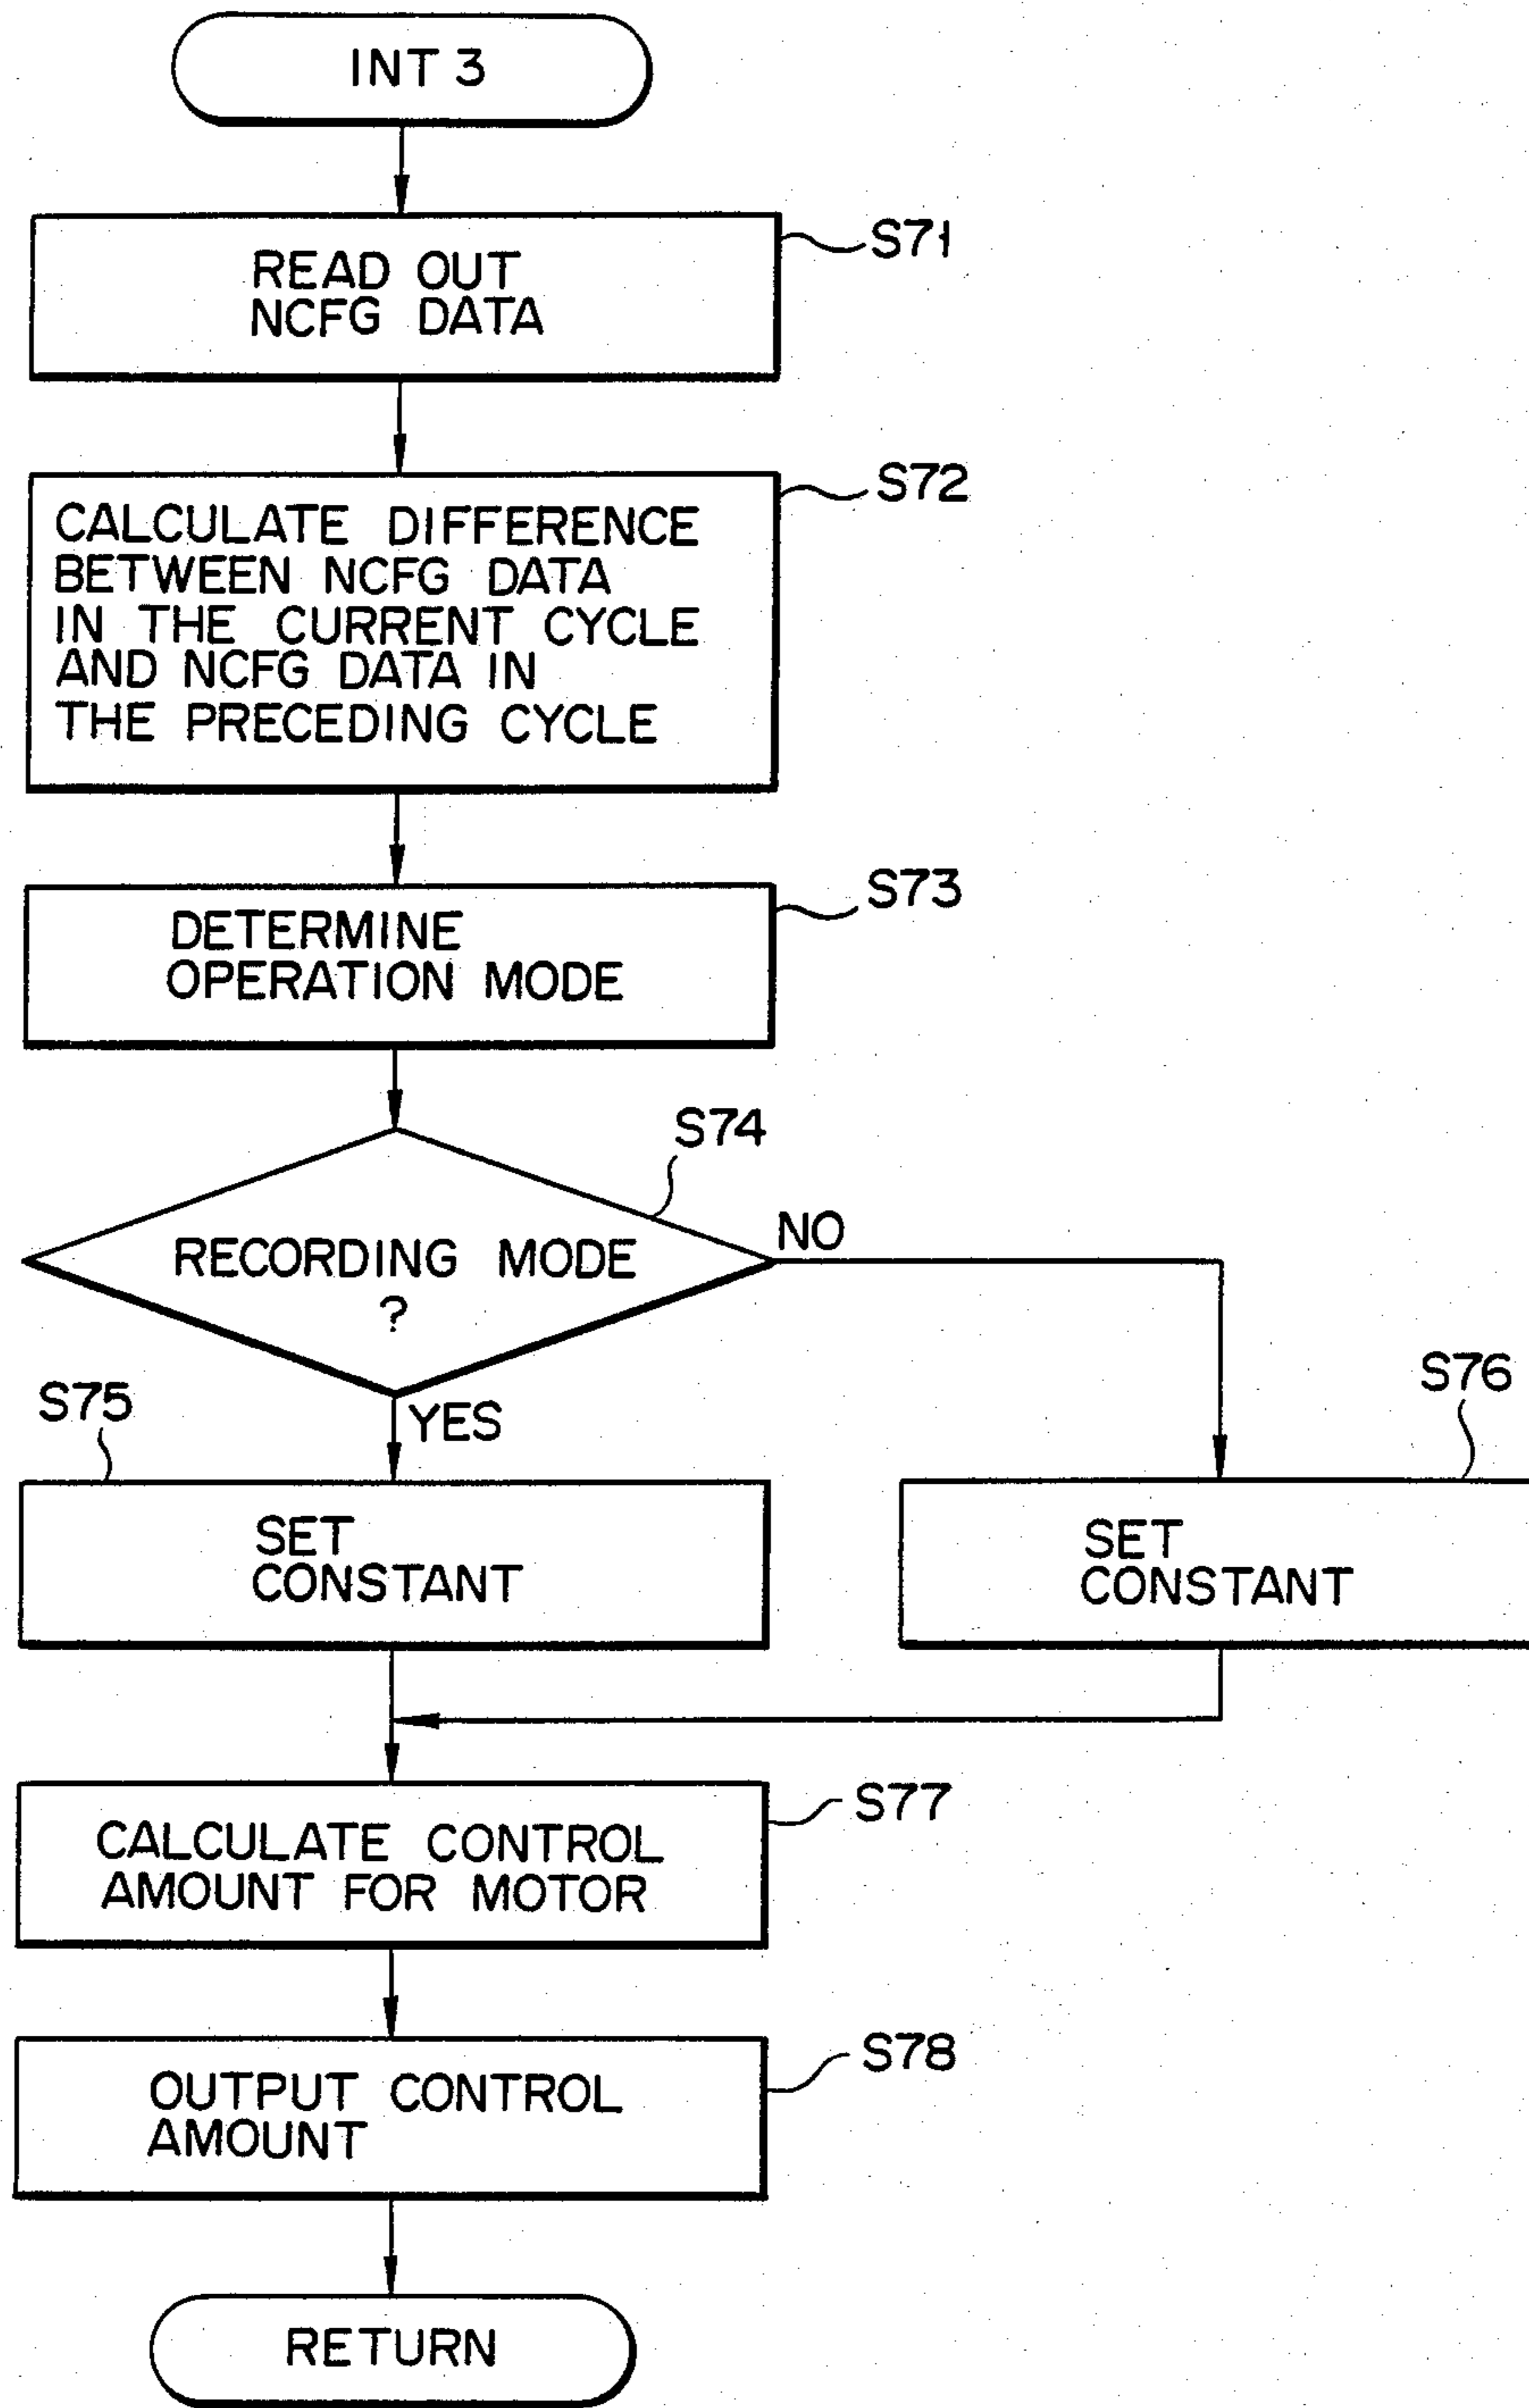 INT 3
S71
READ OUT
NCFG DATA
S72
CALCULATE DIFFERENCE
BETWEEN NCFG DATA
IN THE CURRENT CYCLE
AND NCFG DATA IN
THE PRECEDING CYCLE
S73
DETERMINE
OPERATION MODE
S74
RECORDING MODE
?
NO
YES
S75
SET
CONSTANT
S76
SET
CONSTANT
S77
CALCULATE CONTROL
AMOUNT FOR MOTOR
S78
OUTPUT CONTROL
AMOUNT
RETURN